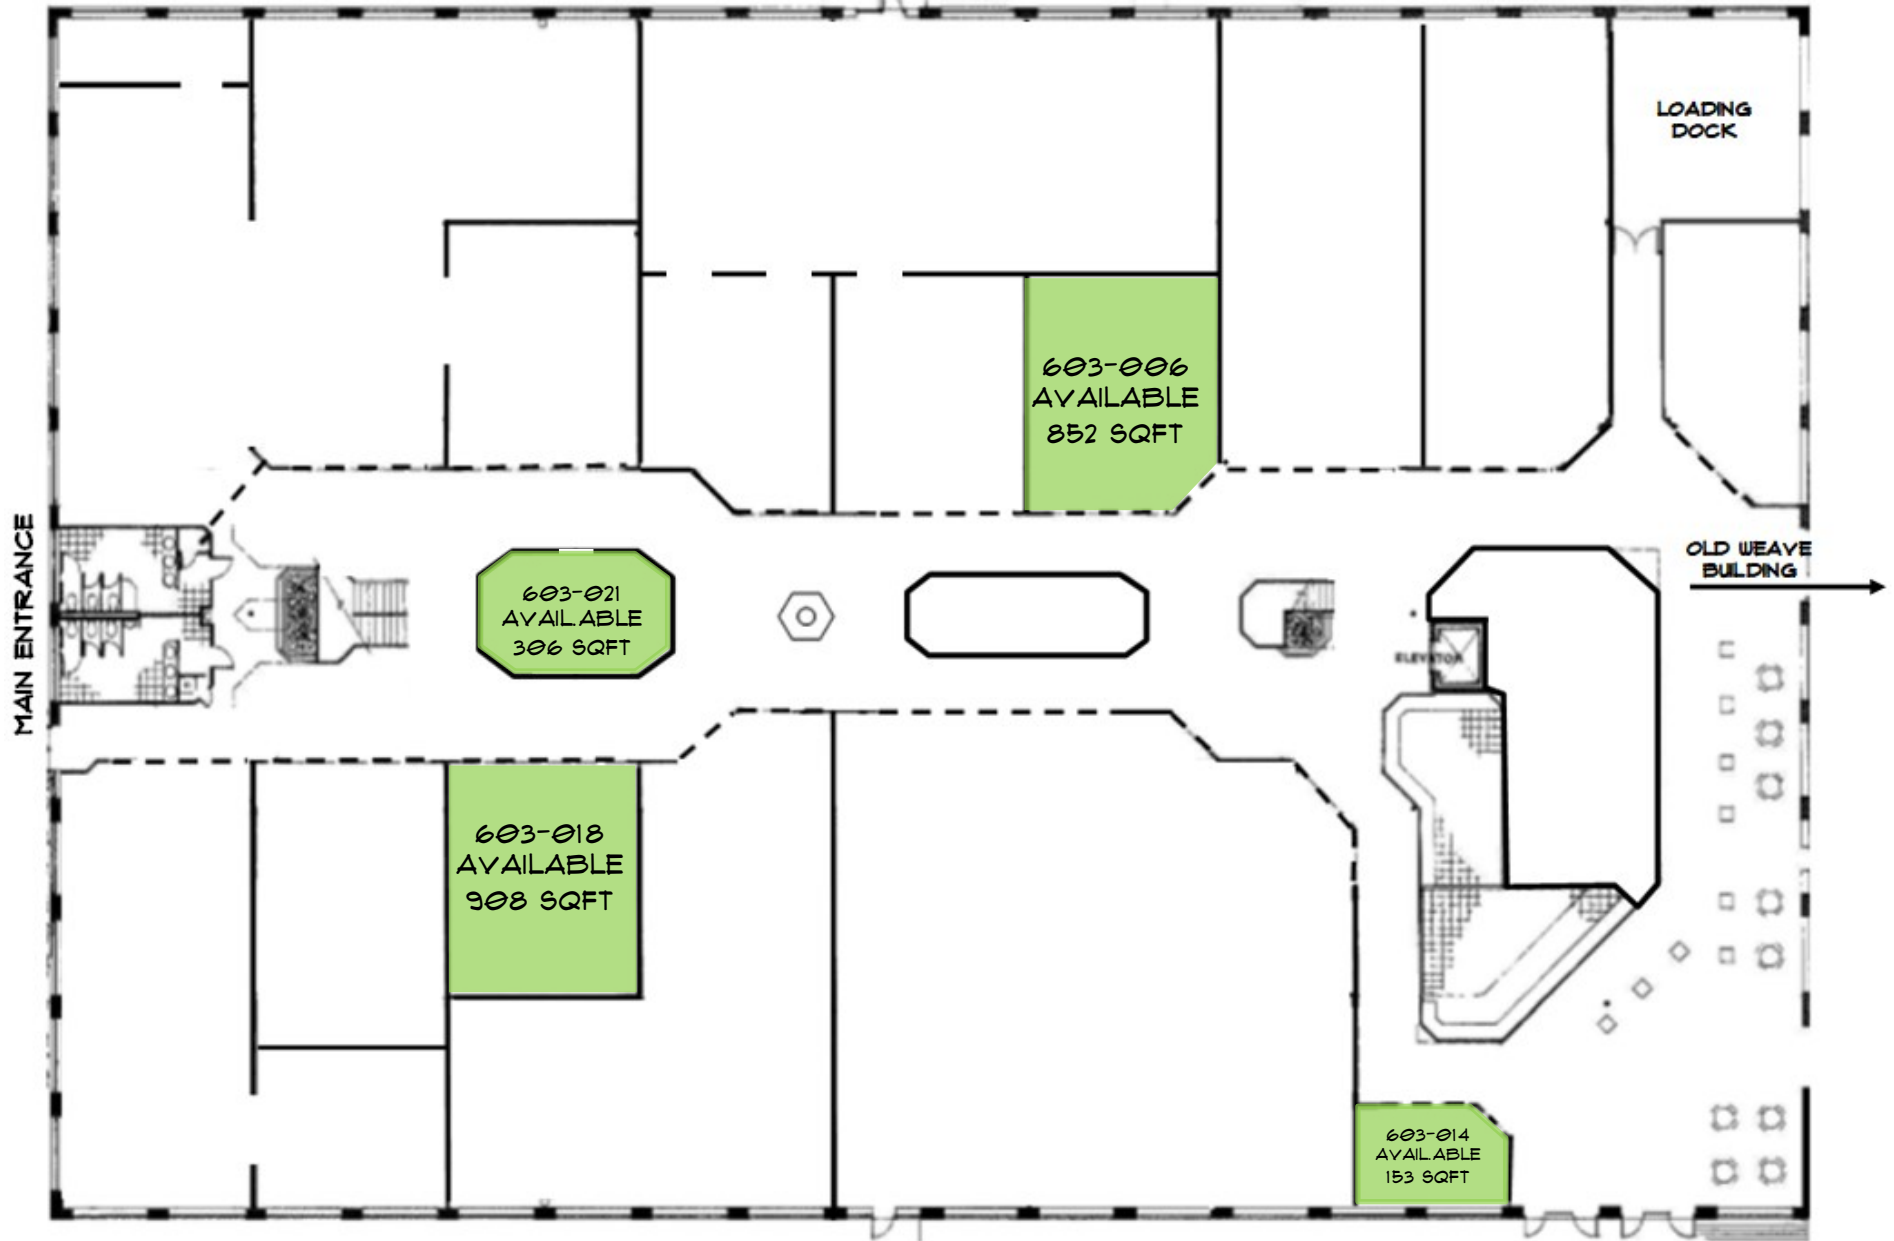 LOADING
DOCK
603-006
AVAILABLE
852 SQFT
MAIN ENTRANCE
OLD WEAVE
BUILDING
603-021
AVAILABLE
306 SQFT
ELEVATOR
603-018
AVAILABLE
908 SQFT
603-014
AVAILABLE
153 SQFT